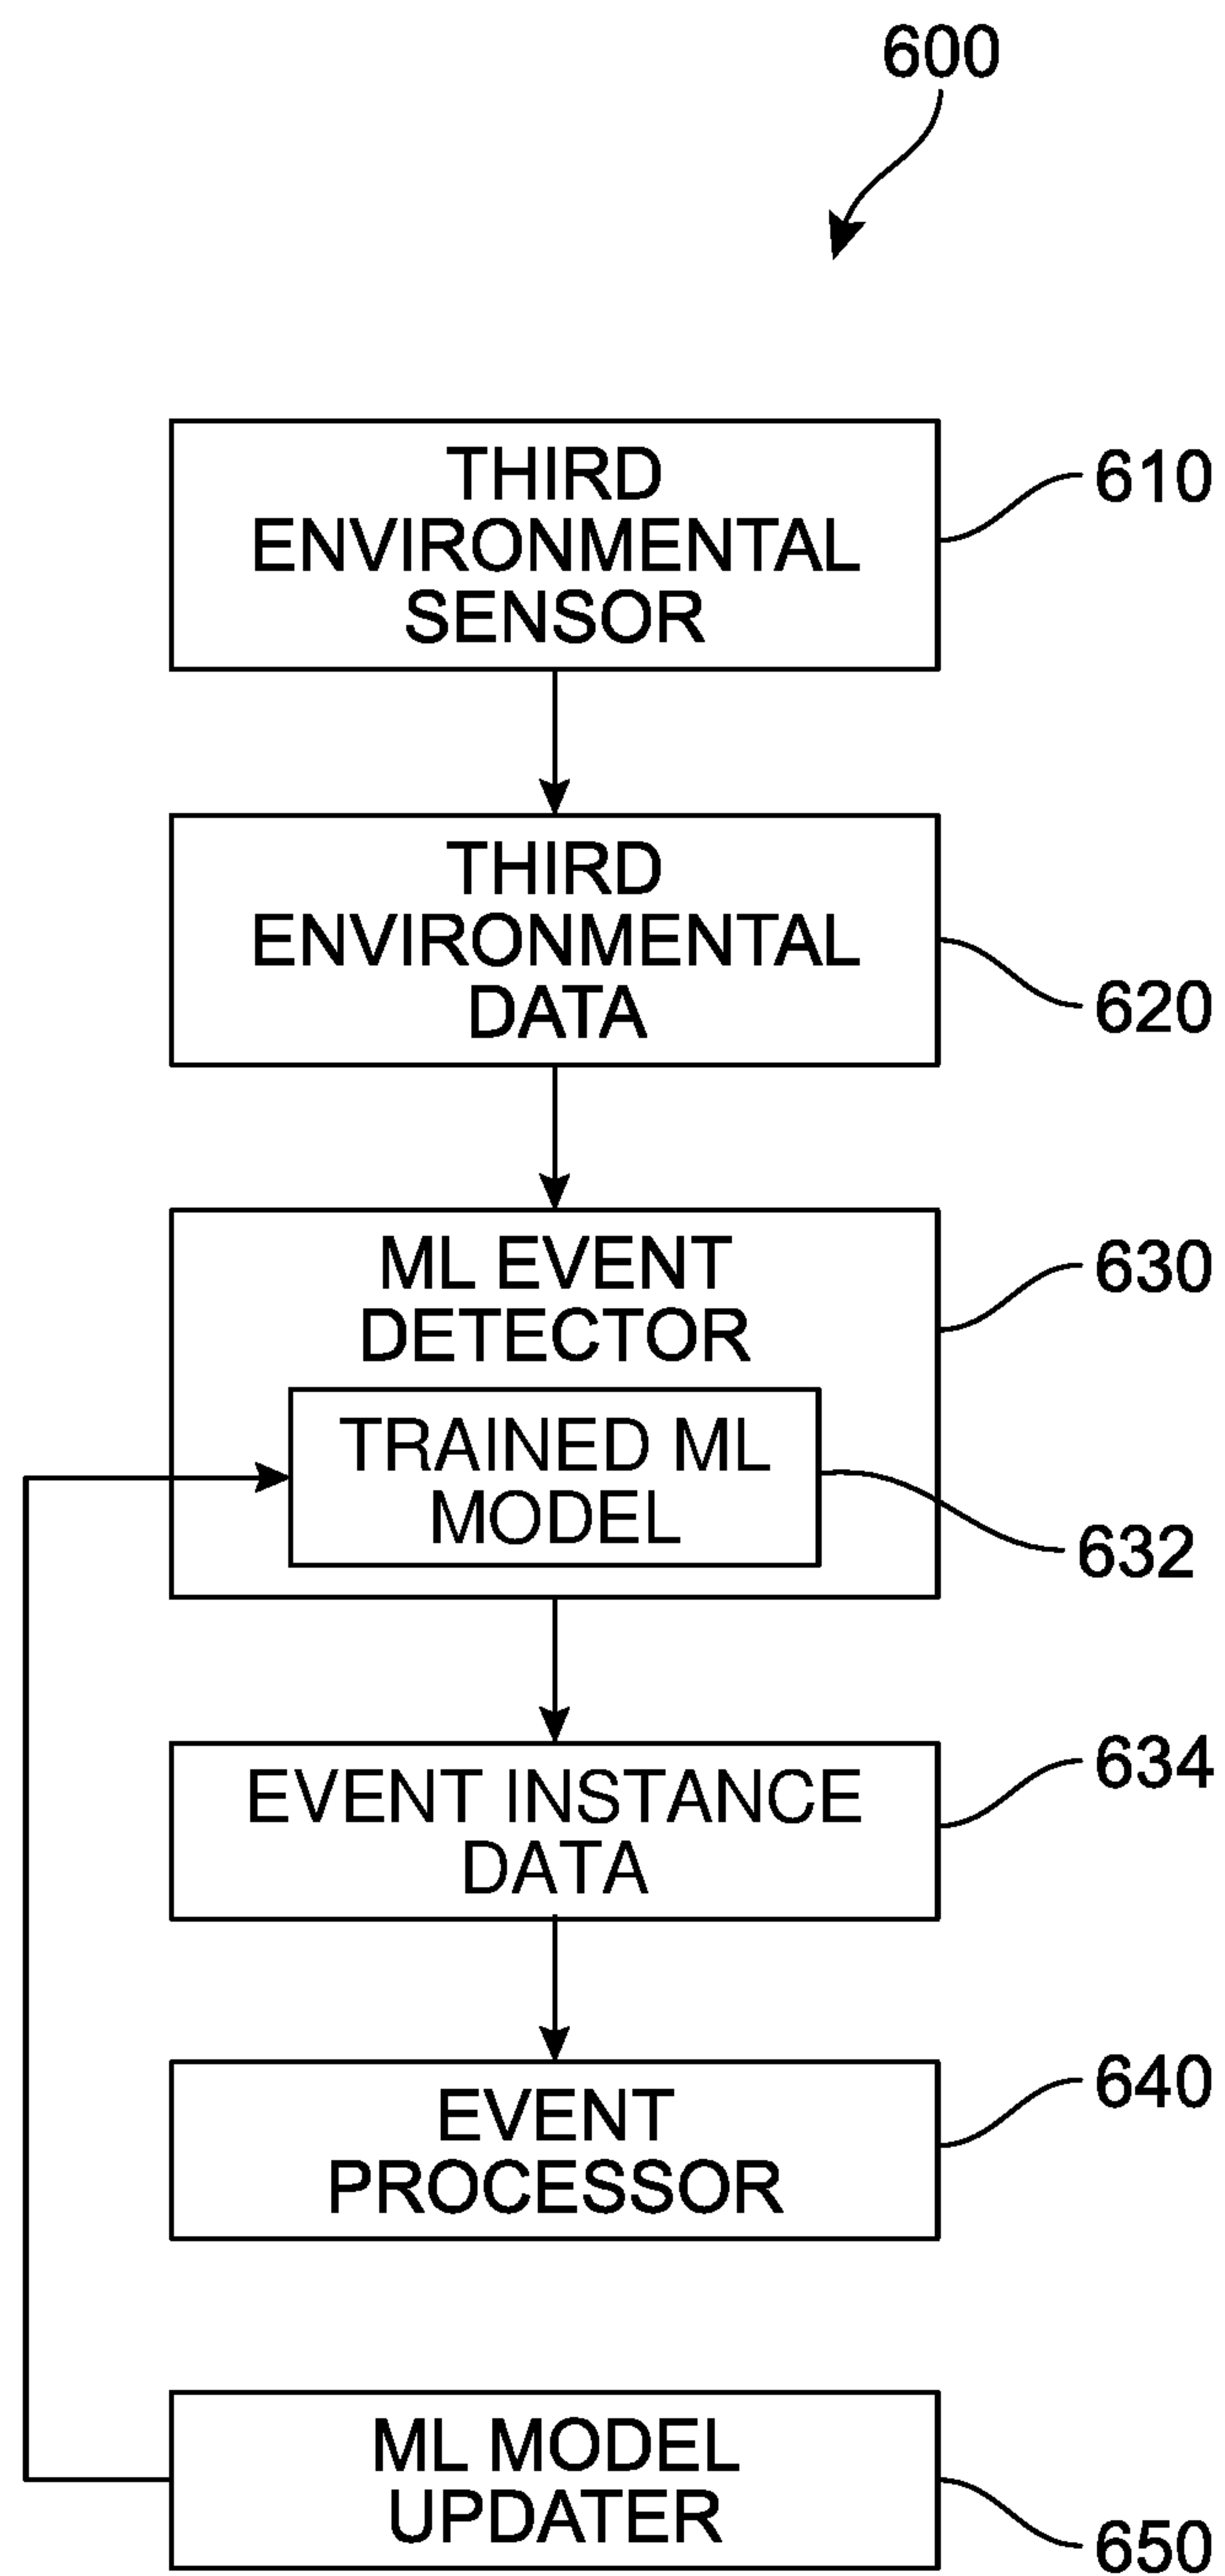 600
THIRD
ENVIRONMENTAL
SENSOR
610
THIRD
ENVIRONMENTAL
DATA
620
ML EVENT
DETECTOR
630
TRAINED ML
MODEL
632
EVENT INSTANCE
DATA
634
EVENT
PROCESSOR
640
ML MODEL
UPDATER
650